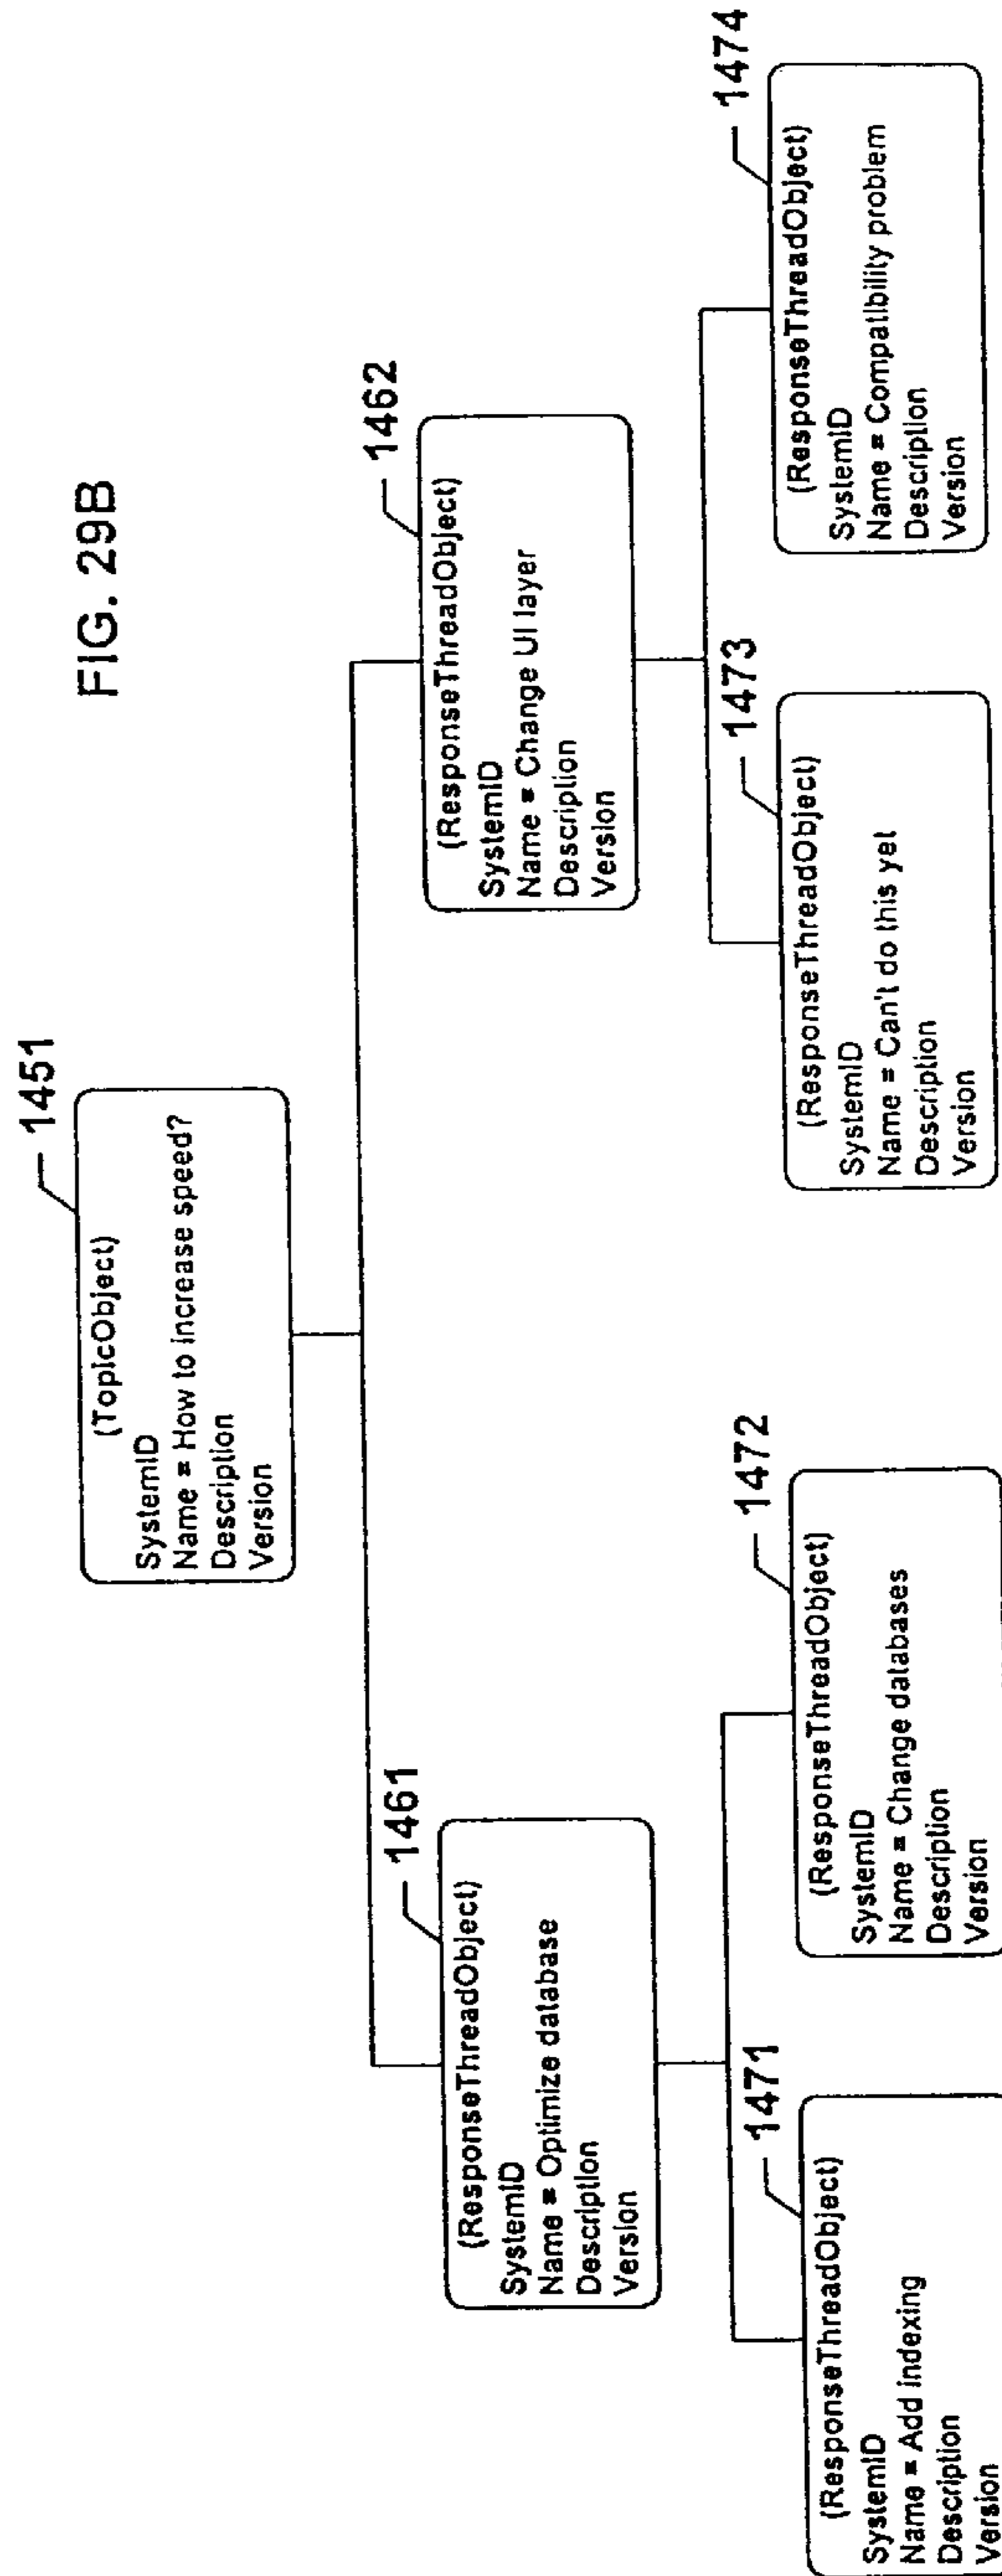 FIG. 29B
1451
(TopicObject)
SystemID
Name = How to increase speed?
Description
Version
1461
(ResponseThreadObject)
SystemID
Name = Optimize database
Description
Version
1462
(ResponseThreadObject)
SystemID
Name = Change UI layer
Description
Version
1471
(ResponseThreadObject)
SystemID
Name = Add indexing
Description
Version
1472
(ResponseThreadObject)
SystemID
Name = Change databases
Description
Version
1473
(ResponseThreadObject)
SystemID
Name = Can't do this yet
Description
Version
1474
(ResponseThreadObject)
SystemID
Name = Compatibility problem
Description
Version